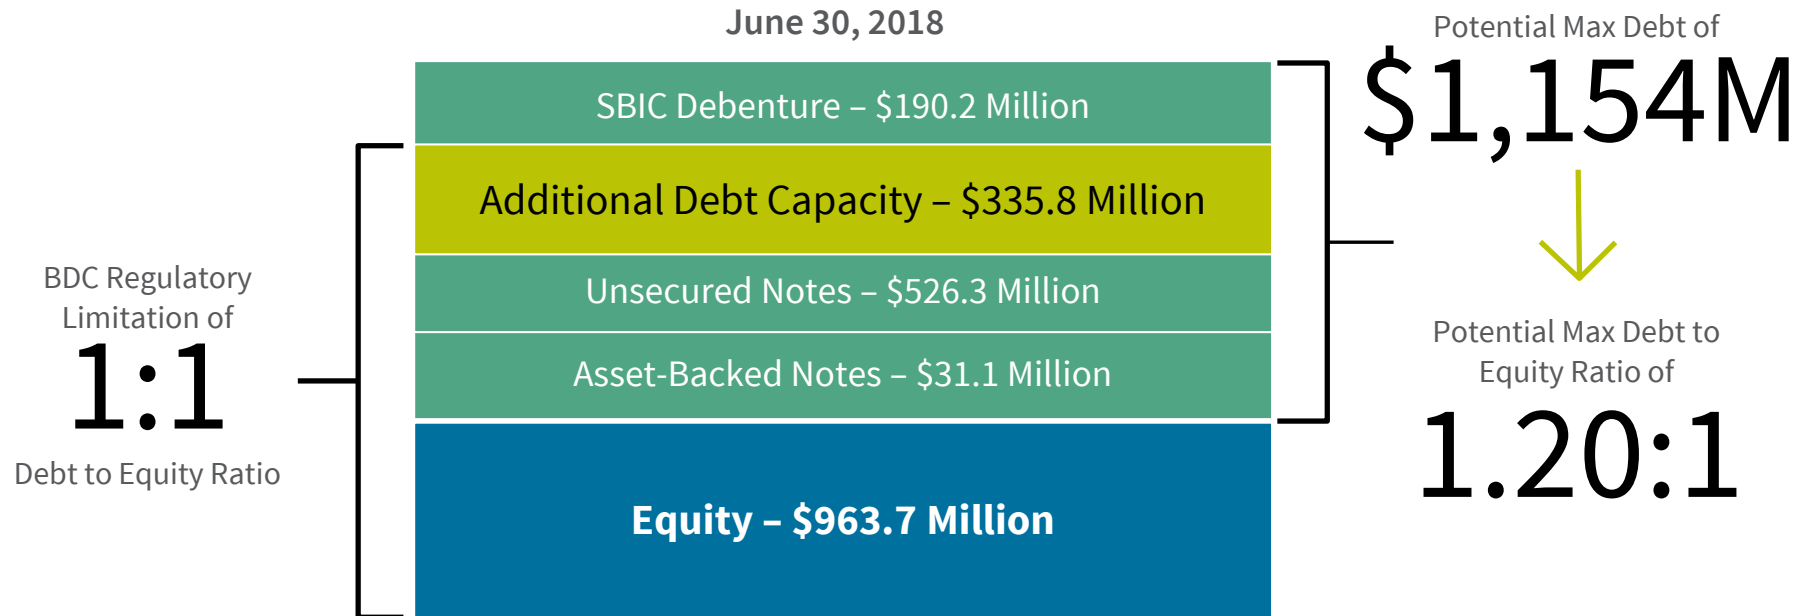 June 30, 2018
SBIC Debenture – $190.2 Million
Additional Debt Capacity – $335.8 Million
Unsecured Notes – $526.3 Million
Asset-Backed Notes – $31.1 Million
Equity – $963.7 Million
BDC Regulatory
Limitation of
1:1
Debt to Equity Ratio
Potential Max Debt of
$1,154M
Potential Max Debt to
Equity Ratio of
1.20:1